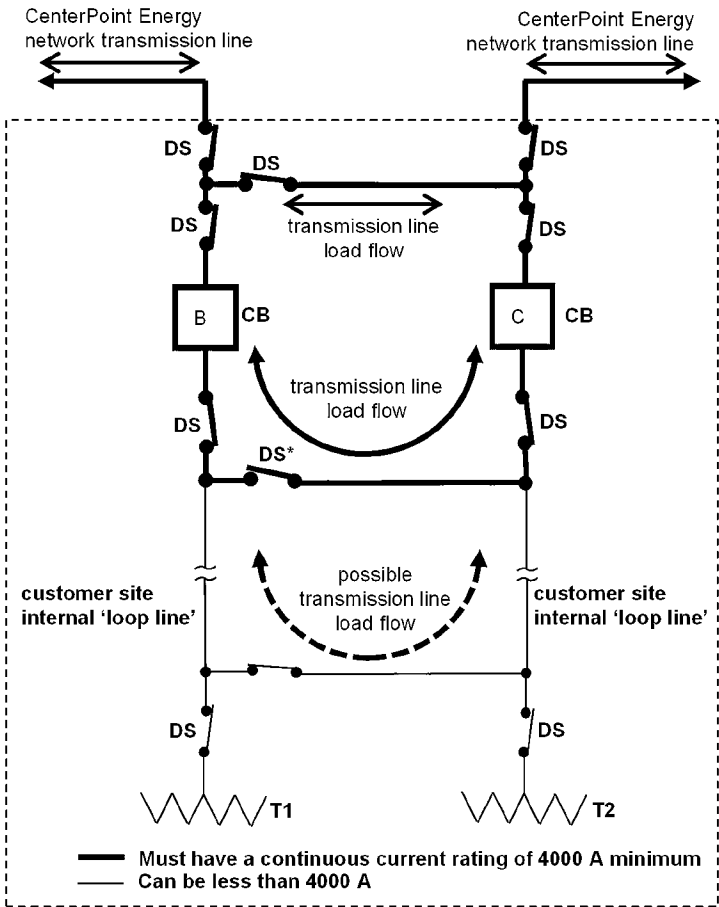 CenterPoint Energy
network transmission line
CenterPoint Energy
network transmission line
DS
DS
DS
DS
transmission line
load flow
DS
B
CB
C
CB
transmission line
load flow
DS
DS
DS*
customer site
internal ‘loop line’
possible
transmission line
load flow
customer site
internal ‘loop line’
DS
DS
T1
T2
Must have a continuous current rating of 4000 A minimum
Can be less than 4000 A